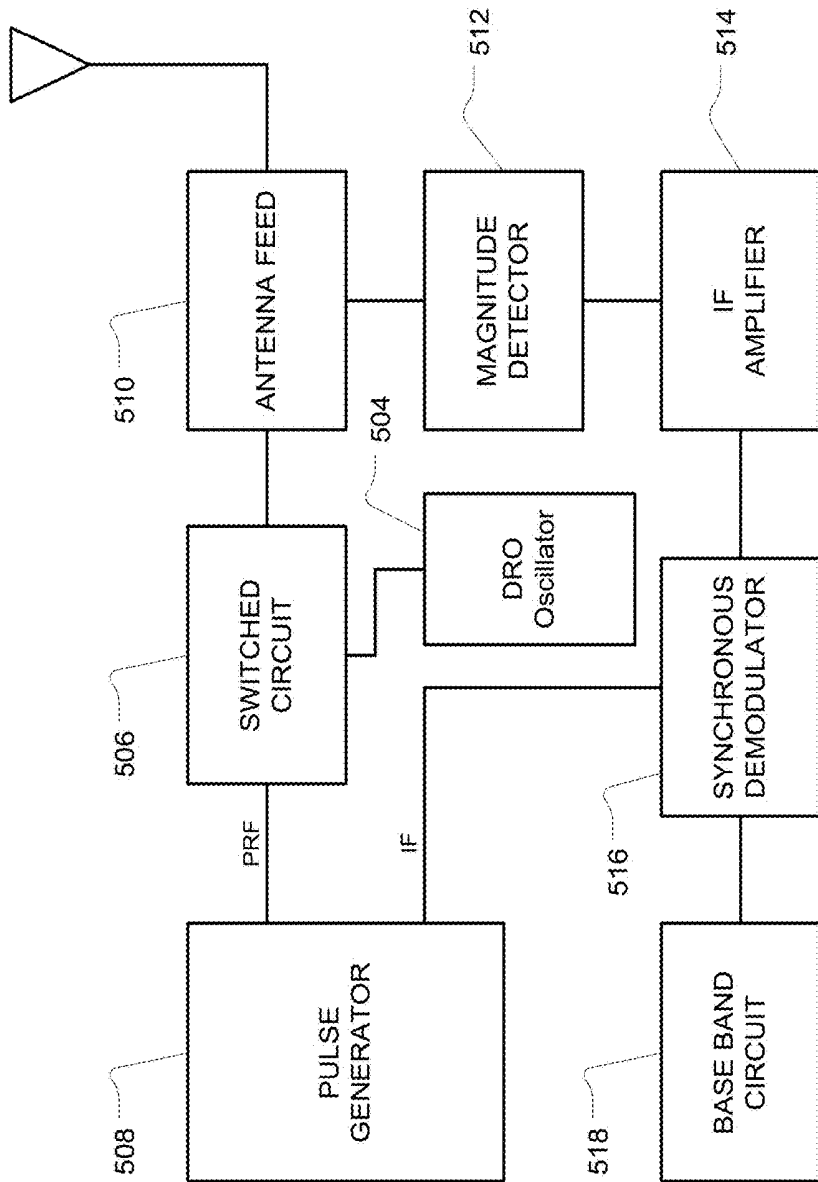 508
PULSE
GENERATOR
PRF
IF
506
SWITCHED
CIRCUIT
504
DRO
Oscillator
510
ANTENNA FEED
512
MAGNITUDE
DETECTOR
514
IF
AMPLIFIER
516
SYNCHRONOUS
DEMODULATOR
518
BASE BAND
CIRCUIT